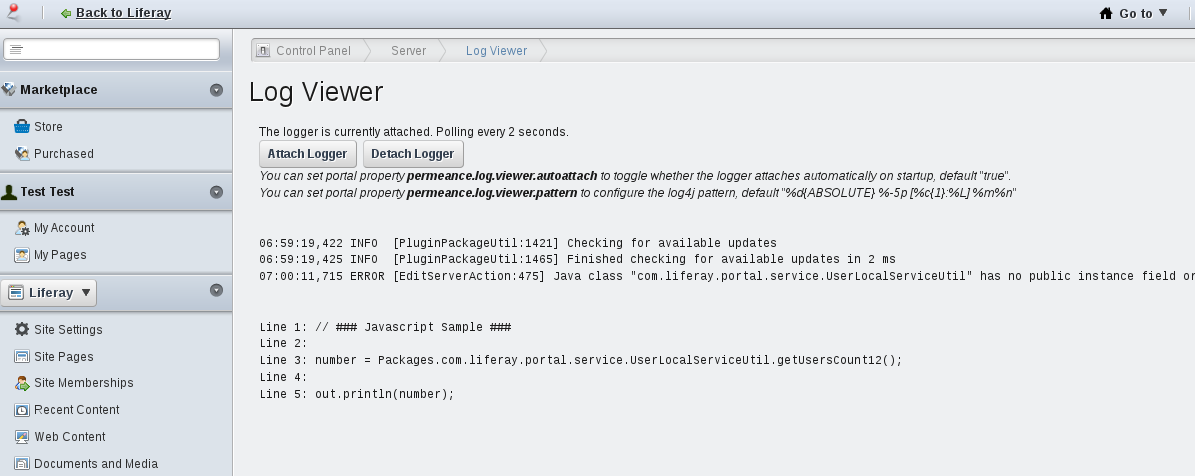 Back to Liferay
Go to
Control Panel
Server
Log Viewer
Marketplace
Store
Purchased
Test Test
My Account
My Pages
Liferay
Site Settings
Site Pages
Site Memberships
Recent Content
Web Content
Documents and Media
Log Viewer
The logger is currently attached. Polling every 2 seconds.
Attach Logger Detach Logger
You can set portal property permeance.log.viewer.autoattach to toggle whether the logger attaches automatically on startup, default "true".
You can set portal property permeance.log.viewer.pattern to configure the log4j pattern, default "%d{ABSOLUTE} %-5p [%c{1}:%L] %m%n"
06:59:19,422 INFO  [PluginPackageUtil:1421] Checking for available updates
06:59:19,425 INFO  [PluginPackageUtil:1465] Finished checking for available updates in 2 ms
07:00:11,715 ERROR [EditServerAction:475] Java class "com.liferay.portal.service.UserLocalServiceUtil" has no public instance field or
Line 1: // ### Javascript Sample ###
Line 2:
Line 3: number = Packages.com.liferay.portal.service.UserLocalServiceUtil.getUsersCount12();
Line 4:
Line 5: out.println(number);